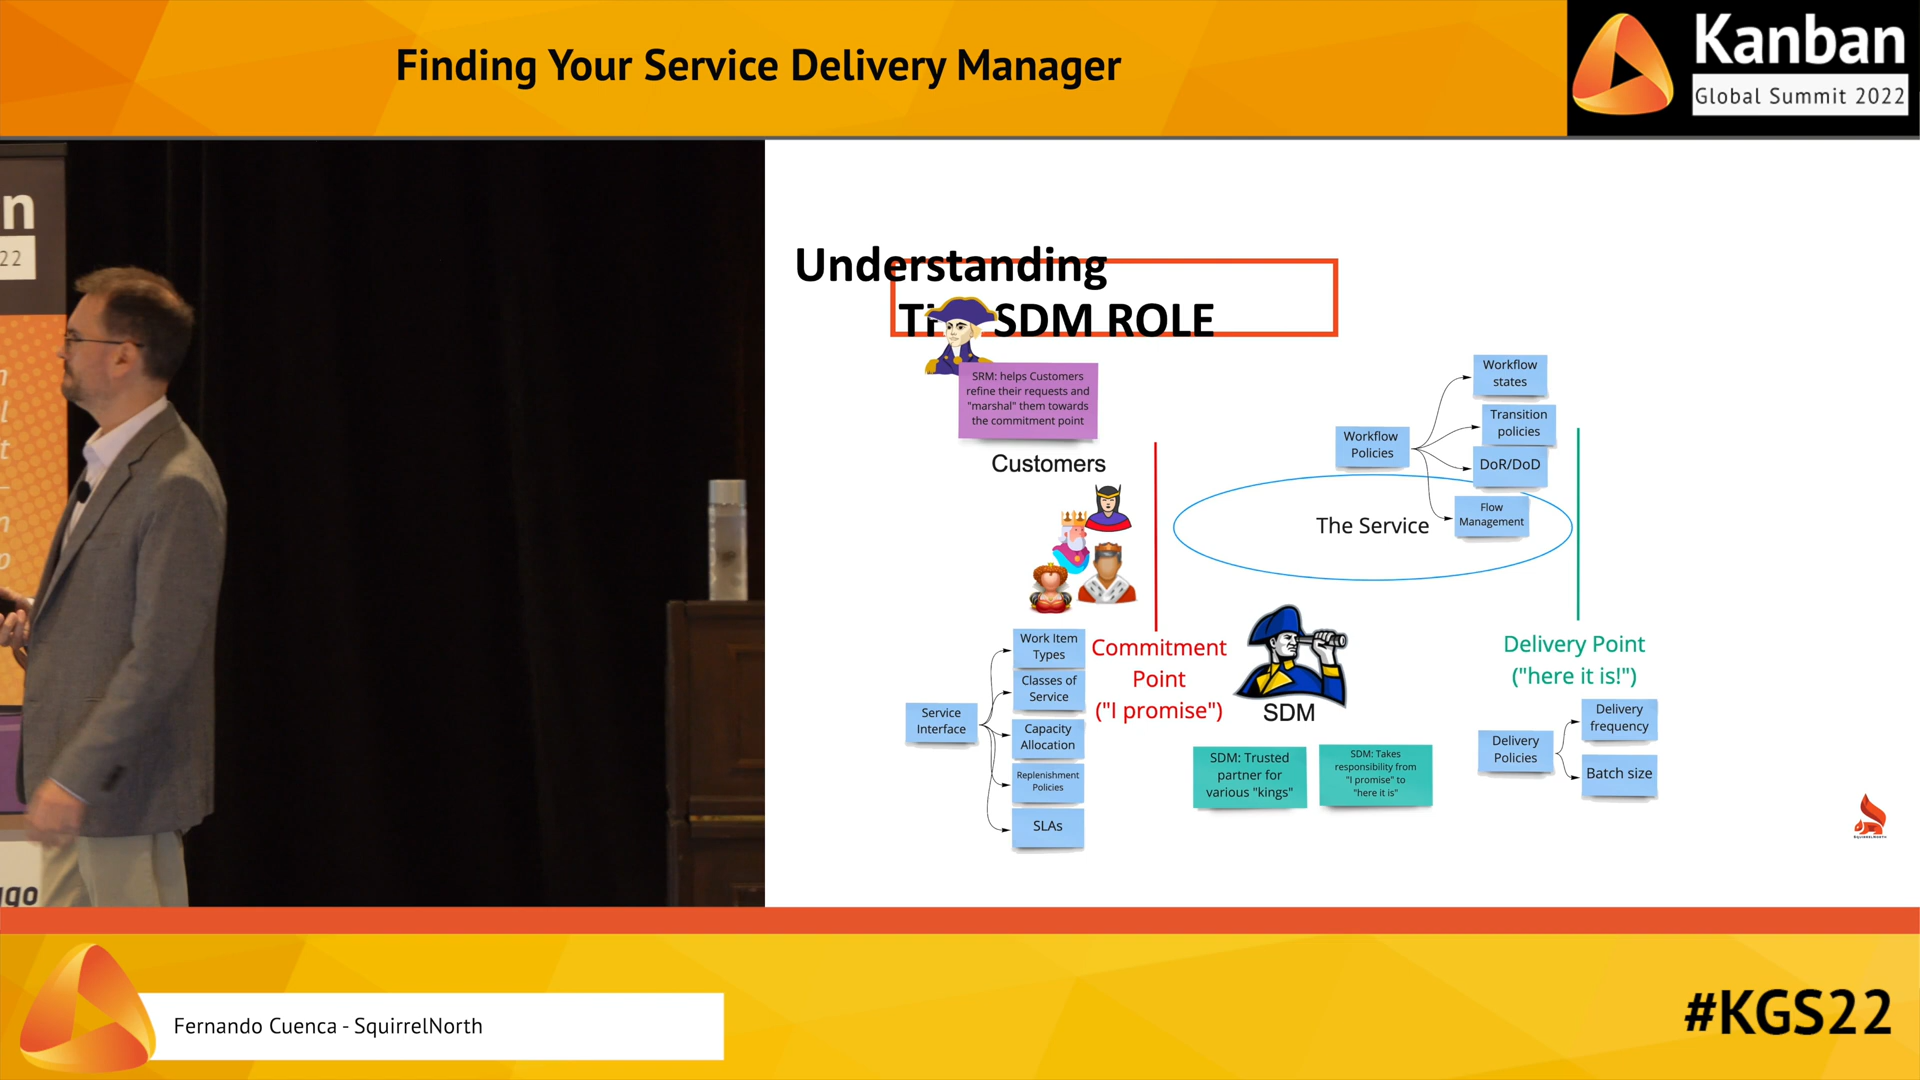 Finding Your Service Delivery Manager
Kanban
Global Summit 2022
n
22
Understanding
SDM ROLE
SRM: helps Customers
refine their requests and
"marshal" them towards
the commitment point
Customers
Workflow
Policies
Workflow
states
Transition
policies
DoR/DoD
Flow
Management
The Service
Service
Interface
Work Item
Types
Classes of
Service
Capacity
Allocation
Replenishment
Policies
SLAs
Commitment
Point
("I promise")
SDM
SDM: Trusted
partner for
various "kings"
SDM: Takes
responsibility from
"I promise" to
"here it is"
Delivery Point
("here it is!")
Delivery
Policies
Delivery
frequency
Batch size
SQUIRRELNORTH
Fernando Cuenca - SquirrelNorth
#KGS22